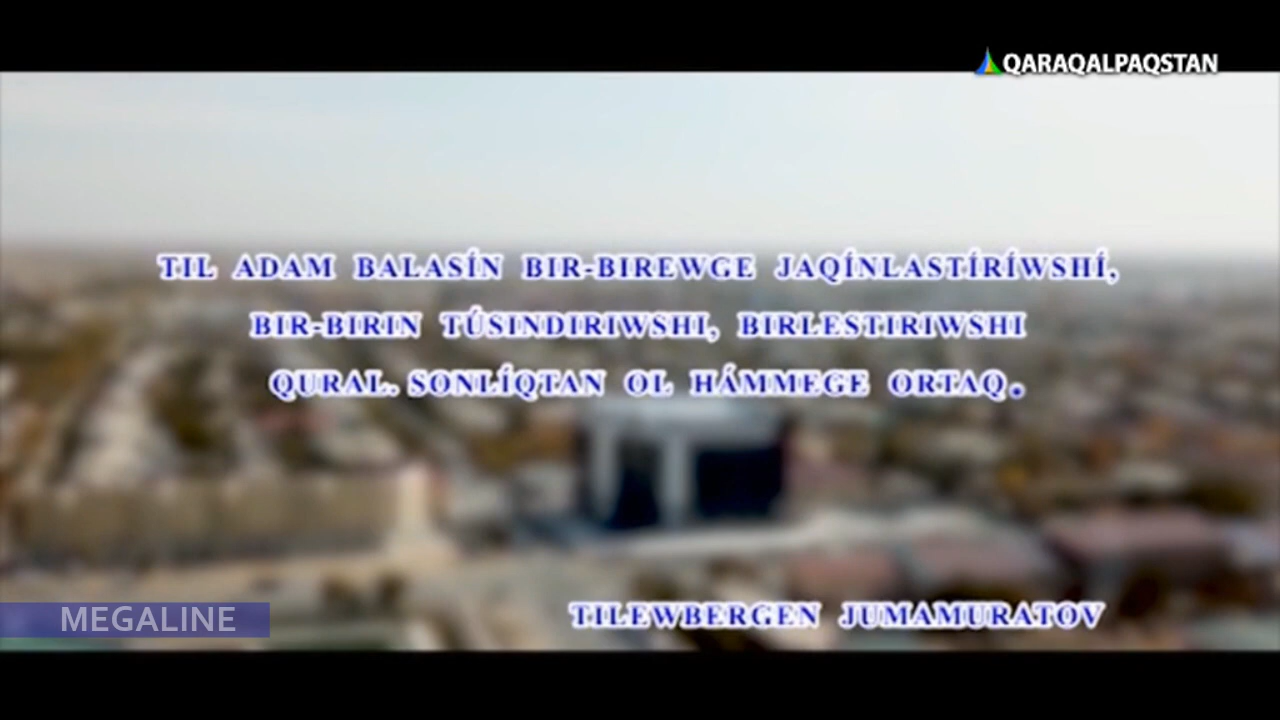 QARAQALPAQSTAN
TIL ADAM BALASÍN BIR-BIREWGE JAQÍNLASTÍRÍWSHÍ,
BIR-BIRIN TÚSINDIRIWSHI, BIRLESTIRIWSHI
QURAL. SONLÍQTAN OL HÁMMEGE ORTAQ.
TILEWBERGEN JUMAMURATOV
MEGALINE